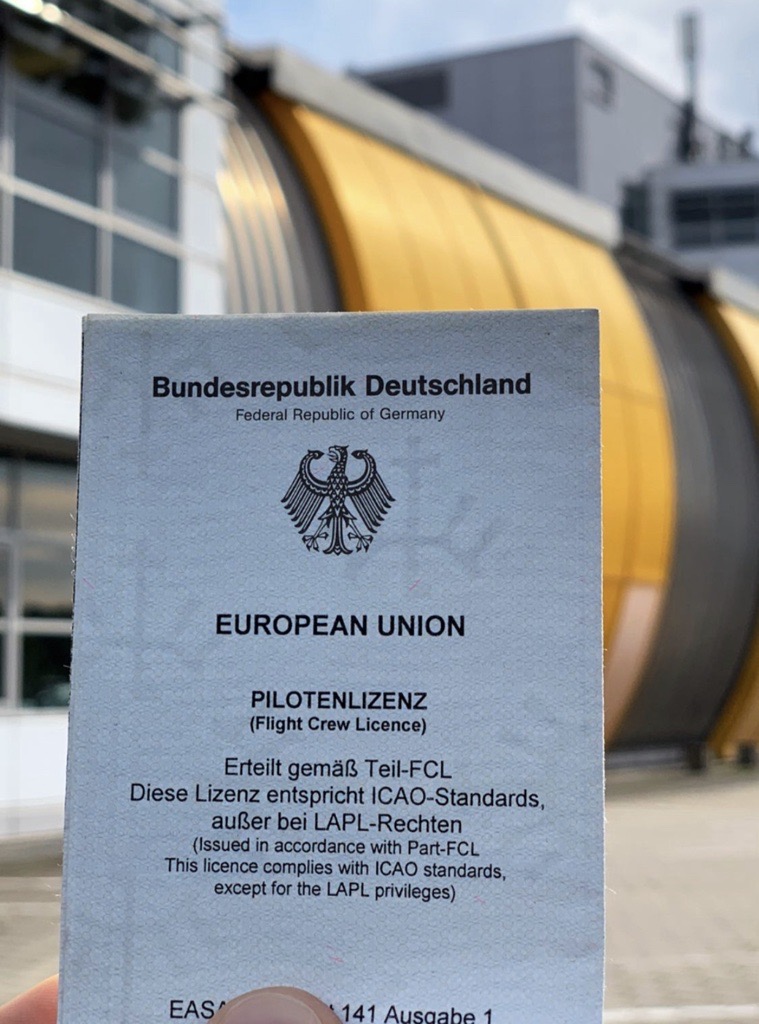 Bundesrepublik Deutschland
Federal Republic of Germany
EUROPEAN UNION
PILOTENLIZENZ
(Flight Crew Licence)
Erteilt gemäß Teil-FCL
Diese Lizenz entspricht ICAO-Standards,
außer bei LAPL-Rechten
(Issued in accordance with Part-FCL
This licence complies with ICAO standards,
except for the LAPL privileges)
141 Ausgabe 1